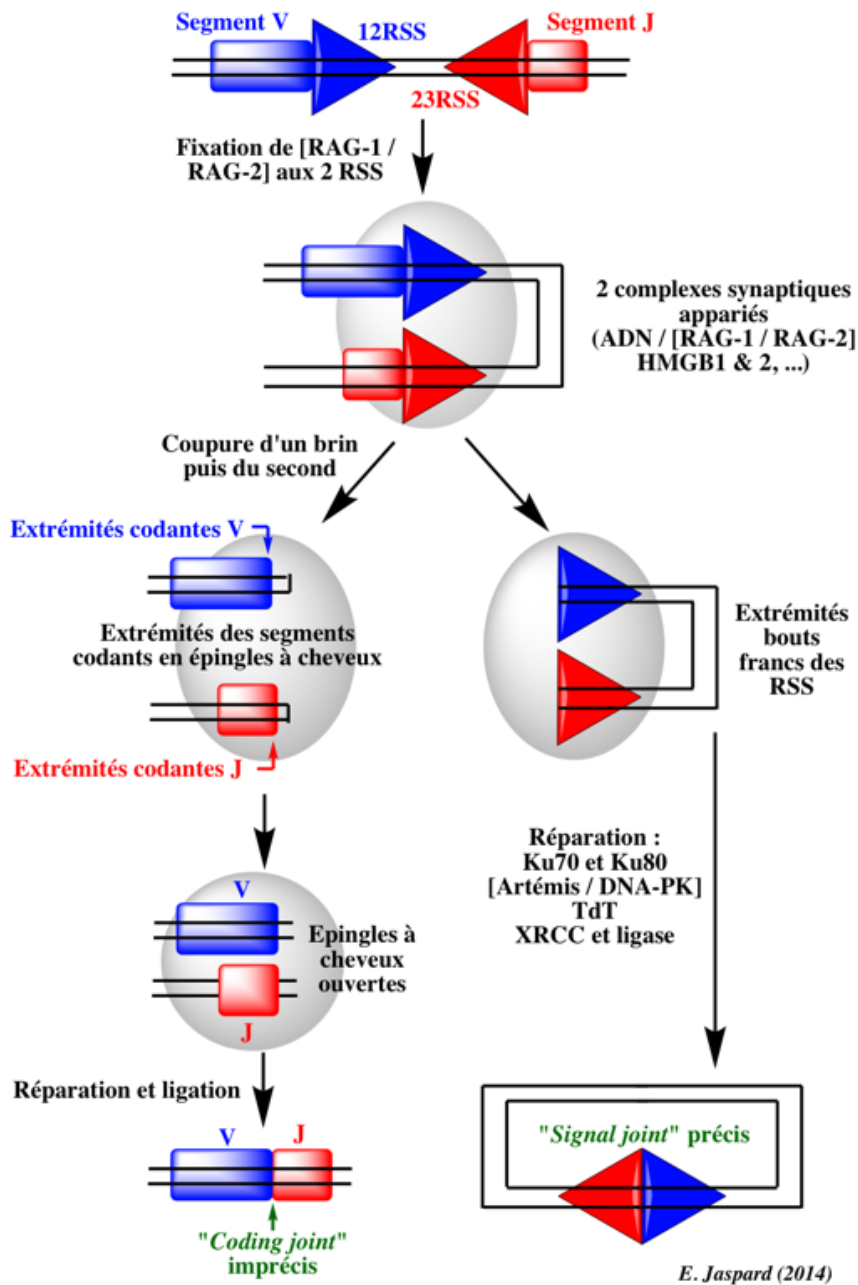 Segment V
12RSS
Segment J
23RSS
Fixation de [RAG-1 /
RAG-2] aux 2 RSS
2 complexes synaptiques
appariés
(ADN / [RAG-1 / RAG-2]
HMGB1 & 2, ...)
Coupure d'un brin
puis du second
Extrémités codantes V
Extrémités des segments
codants en épingles à cheveux
Extrémités codantes J
Extrémités
bouts
francs des
RSS
Réparation :
Ku70 et Ku80
[Artémis / DNA-PK]
TdT
XRCC et ligase
V
Epingles à
cheveux
ouvertes
J
Réparation et ligation
V
J
"Coding joint"
imprécis
"Signal joint" précis
E. Jaspard (2014)